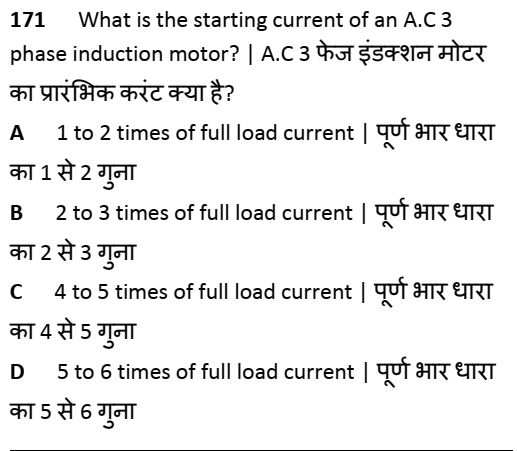 171 What is the starting current of an A.C 3
phase induction motor? | A.C 3 फेज इंडक्शन मोटर
का प्रारंभिक करंट क्या है?
A 1 to 2 times of full load current | पूर्ण भार धारा
का 1 से 2 गुना
B 2 to 3 times of full load current | पूर्ण भार धारा
का 2 से 3 गुना
C 4 to 5 times of full load current | पूर्ण भार धारा
का 4 से 5 गुना
D 5 to 6 times of full load current | पूर्ण भार धारा
का 5 से 6 गुना